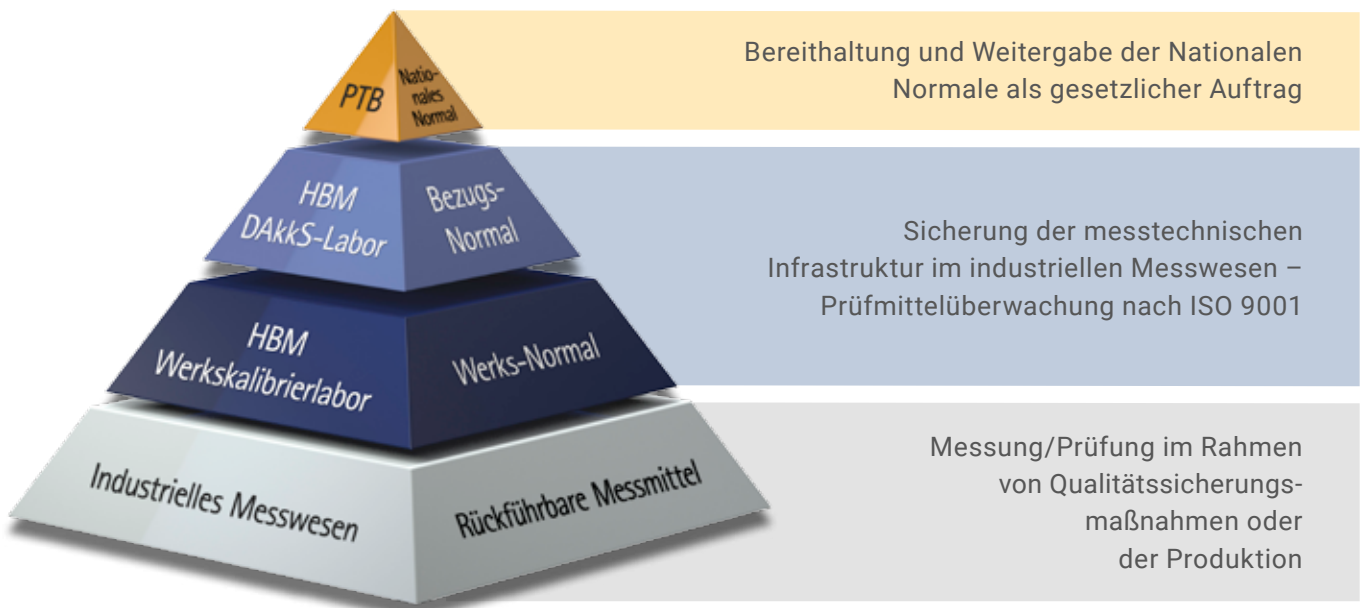 PTB
Natio-
nales
Normal
Bereithaltung und Weitergabe der Nationalen
Normale als gesetzlicher Auftrag
HBM
DAkkS-Labor
Bezugs-
Normal
Sicherung der messtechnischen
Infrastruktur im industriellen Messwesen –
Prüfmittelüberwachung nach ISO 9001
HBM
Werkskalibrierlabor
Werks-Normal
Industrielles Messwesen
Rückführbare Messmittel
Messung/Prüfung im Rahmen
von Qualitätssicherungs-
maßnahmen oder
der Produktion